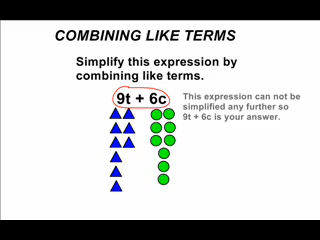 COMBINING LIKE TERMS
Simplify this expression by
combining like terms.
9t + 6c
This expression can not be
simplified any further so
9t + 6c is your answer.